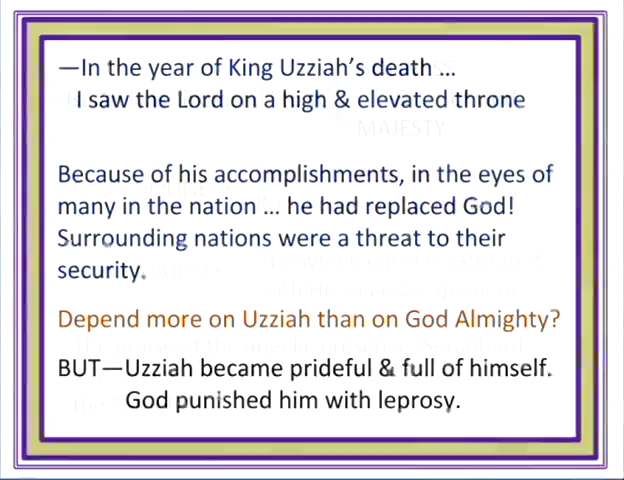 —In the year of King Uzziah’s death …
I saw the Lord on a high & elevated throne
MAJESTY
Because of his accomplishments, in the eyes of
many in the nation … he had replaced God!
Surrounding nations were a threat to their
security.
Depend more on Uzziah than on God Almighty?
BUT—Uzziah became prideful & full of himself.
God punished him with leprosy.